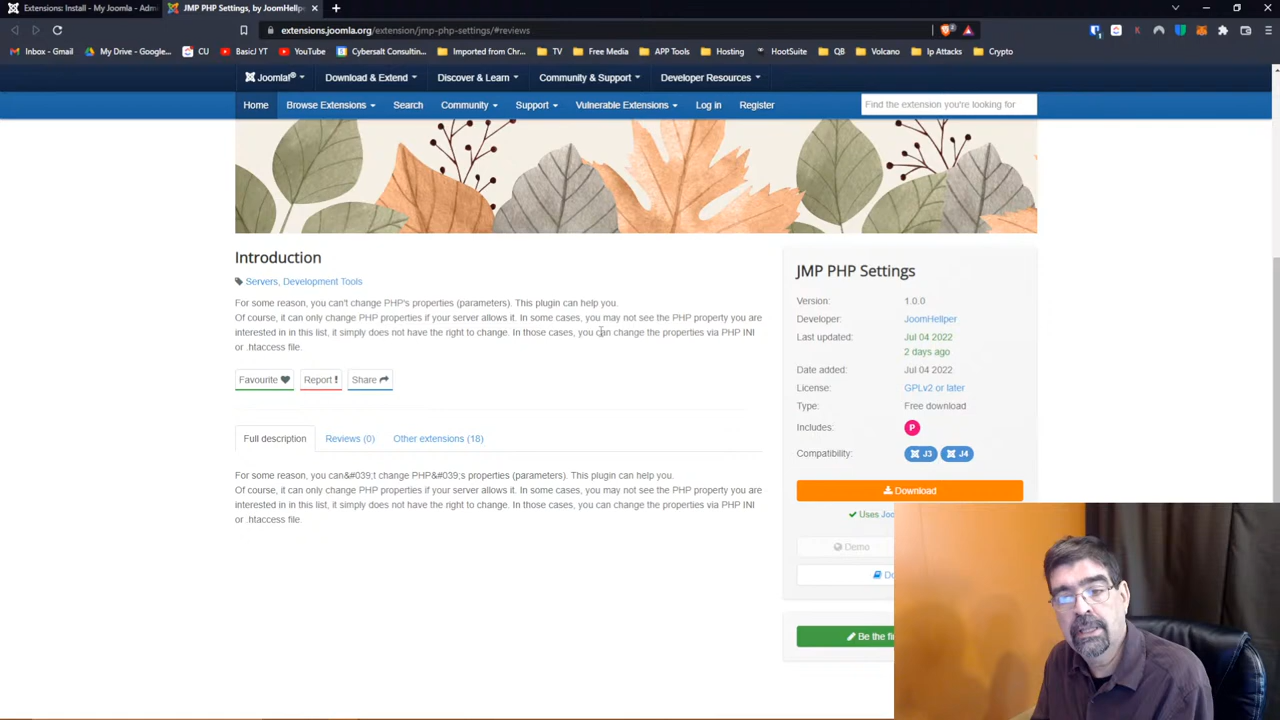 Extensions: Install - My Joomla - Adm
JMP PHP Settings, by JoomHellpe
extensions.joomla.org/extension/jmp-php-settings/#reviews
Inbox - Gmail
My Drive - Google...
CU
BasicJ YT
YouTube
Cybersalt Consulting...
Imported from Chr...
TV
Free Media
APP Tools
Hosting
HootSuite
QB
Volcano
Ip Attacks
Crypto
Joomla!®
Download & Extend
Discover & Learn
Community & Support
Developer Resources
Home
Browse Extensions
Search
Community
Support
Vulnerable Extensions
Log in
Register
Find the extension you're looking for
Introduction
Servers, Development Tools
For some reason, you can't change PHP's properties (parameters). This plugin can help you.
Of course, it can only change PHP properties if your server allows it. In some cases, you may not see the PHP property you are
interested in in this list, it simply does not have the right to change. In those cases, you can change the properties via PHP INI
or .htaccess file.
Favourite
Report
Share
Full description
Reviews (0)
Other extensions (18)
For some reason, you can&#039;t change PHP&#039;s properties (parameters). This plugin can help you.
Of course, it can only change PHP properties if your server allows it. In some cases, you may not see the PHP property you are
interested in in this list, it simply does not have the right to change. In those cases, you can change the properties via PHP INI
or .htaccess file.
JMP PHP Settings
Version: 1.0.0
Developer: JoomHellper
Last updated: Jul 04 2022
2 days ago
Date added: Jul 04 2022
License: GPLv2 or later
Type: Free download
Includes: P
Compatibility: J3 J4
Download
Uses Joo
Demo
Do
Be the fi